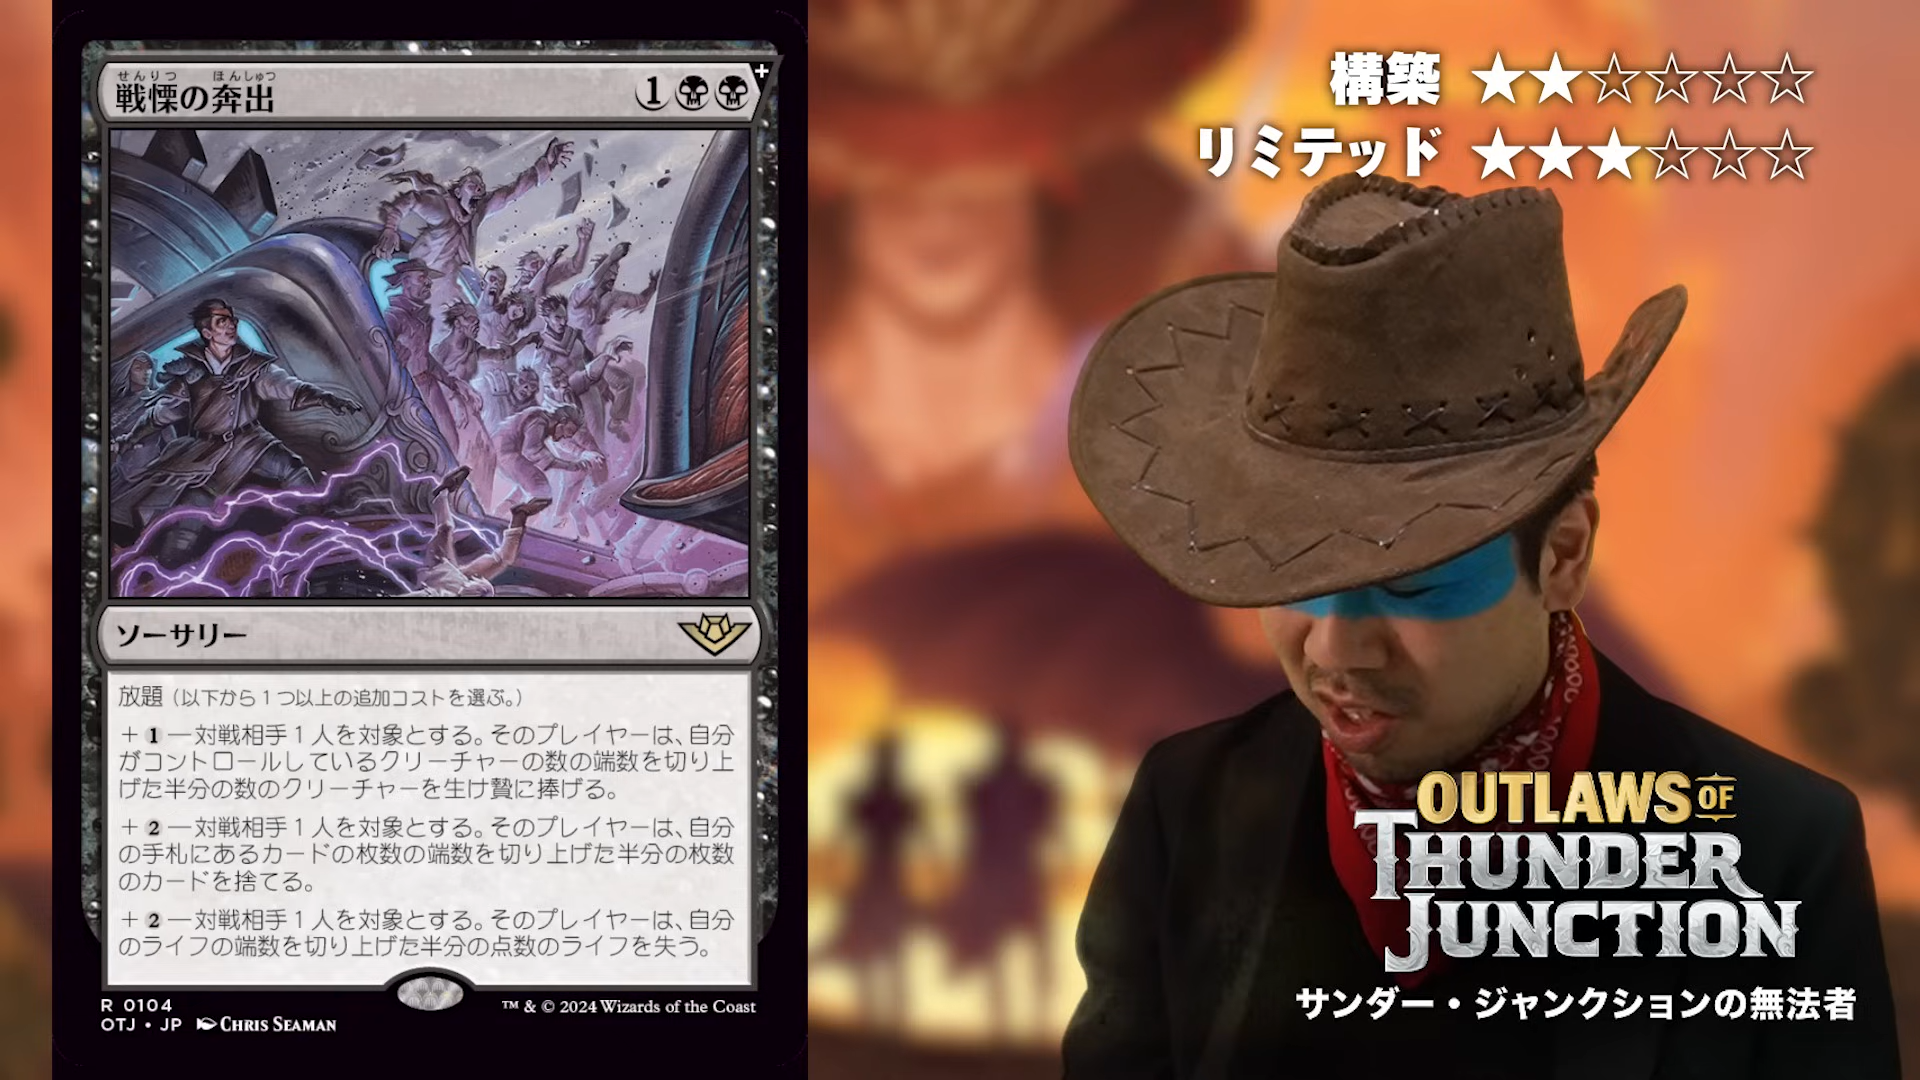 せんりつ ほんしゅつ
戦慄の奔出
1
ソーサリー
放題（以下から１つ以上の追加コストを選ぶ。）
＋ 1 ―対戦相手１人を対象とする。そのプレイヤーは、自分
がコントロールしているクリーチャーの数の端数を切り上
げた半分の数のクリーチャーを生け贄に捧げる。
＋ 2 ―対戦相手１人を対象とする。そのプレイヤーは、自分
の手札にあるカードの枚数の端数を切り上げた半分の枚数
のカードを捨てる。
＋ 2 ―対戦相手１人を対象とする。そのプレイヤーは、自分
のライフの端数を切り上げた半分の点数のライフを失う。
R 0104
OTJ • JP CHRIS SEAMAN
™ & © 2024 Wizards of the Coast
構築 ★★☆☆☆☆
リミテッド ★★★☆☆☆
OUTLAWS OF
THUNDER
JUNCTION
サンダー・ジャンクションの無法者